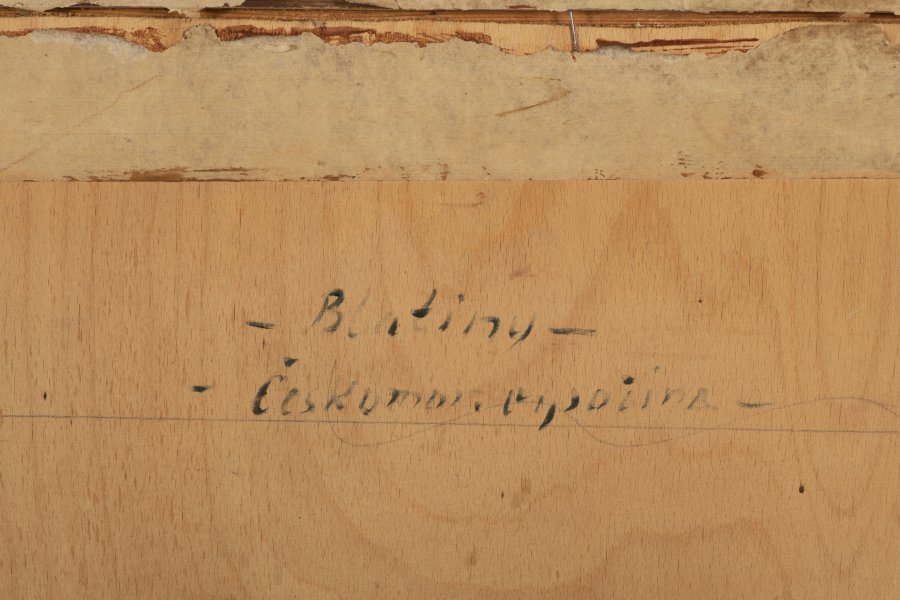 - Blatiny -
- Českomor. vysočina -